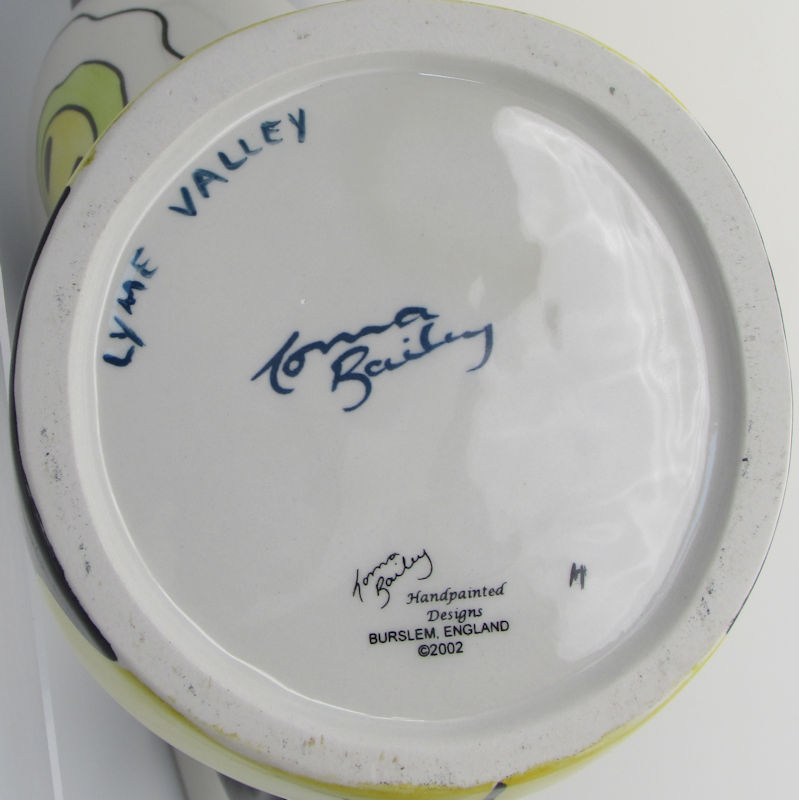 LYME VALLEY
Lorna
Bailey
Lorna
Bailey
Handpainted
Designs
BURSLEM, ENGLAND
©2002